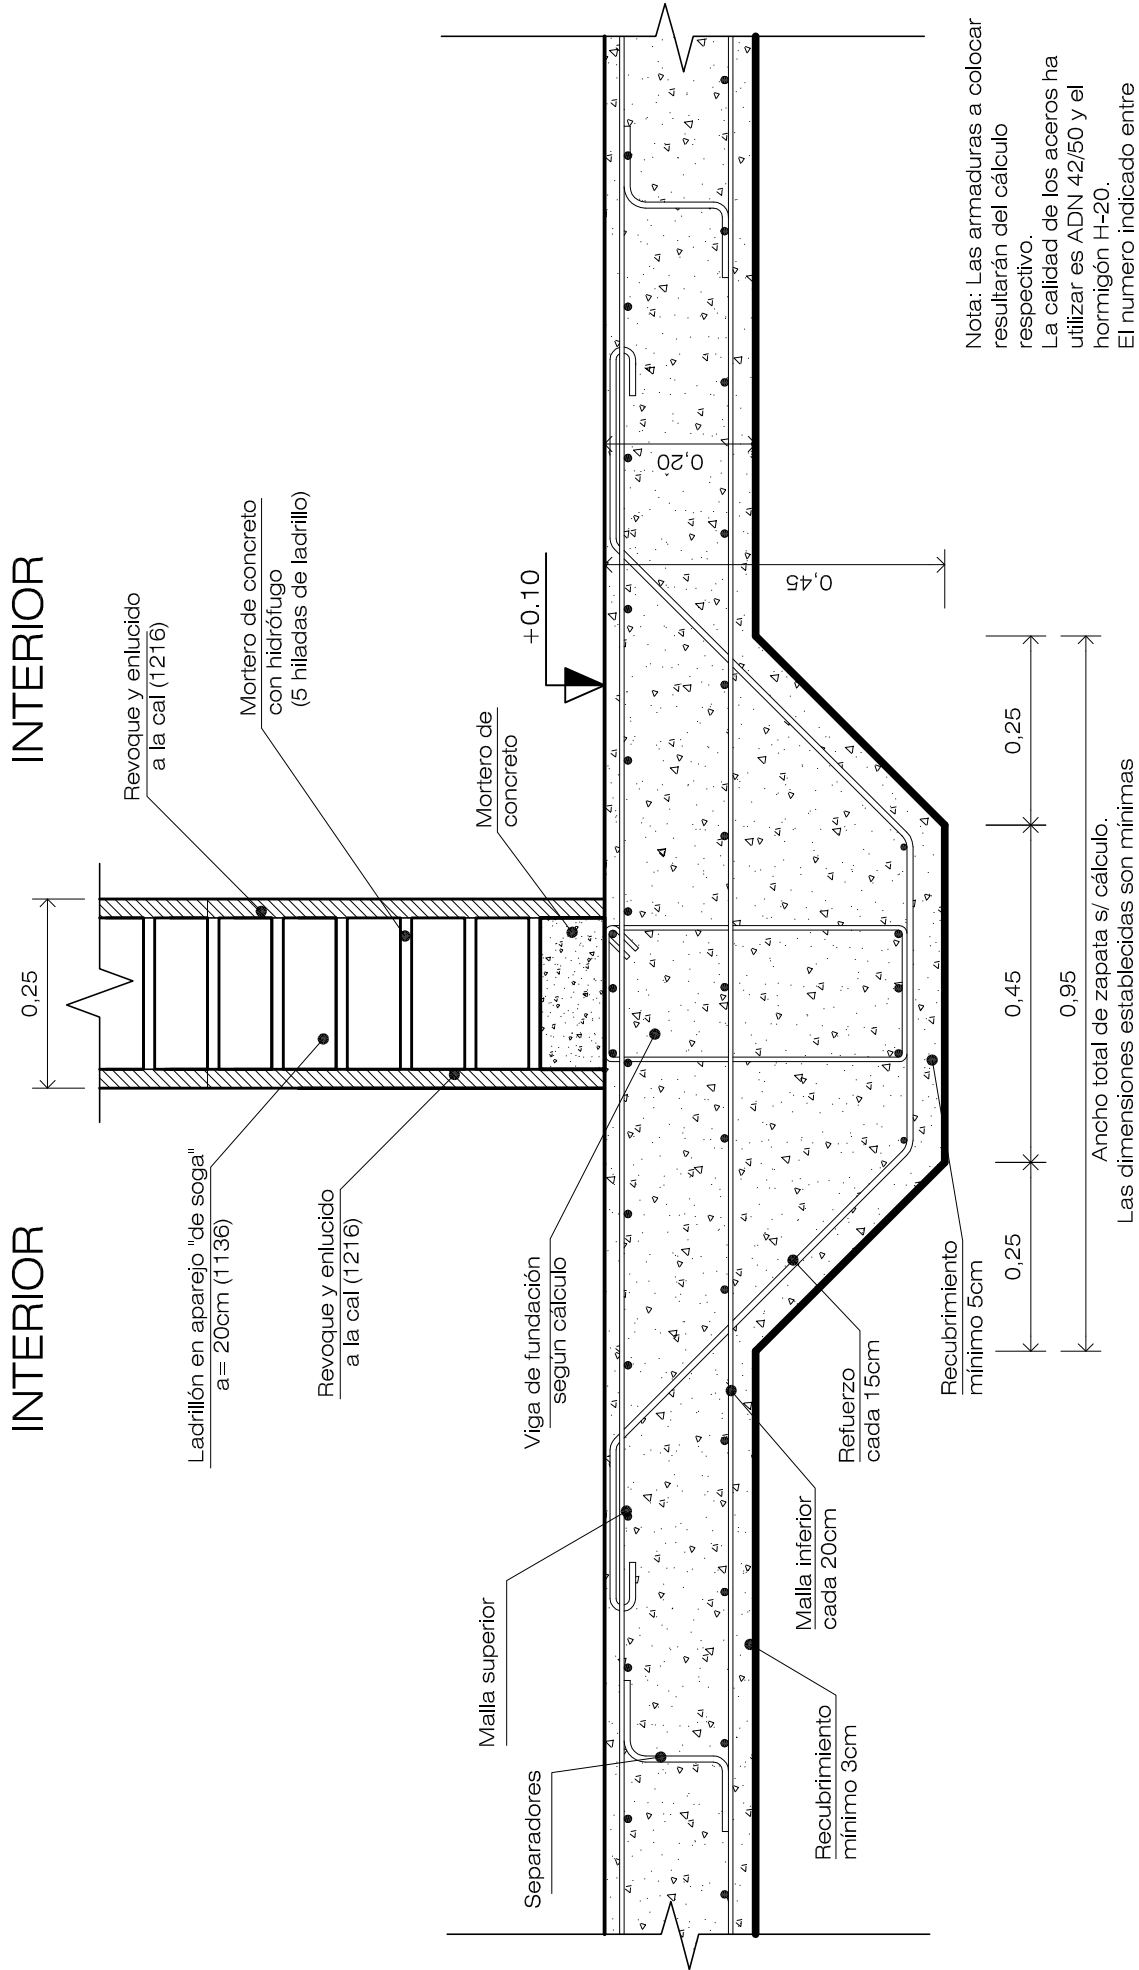 INTERIOR
INTERIOR
0,25
Ladrillón en aparejo "de soga"
a= 20cm (1136)
Revoque y enlucido
a la cal (1216)
Revoque y enlucido
a la cal (1216)
Mortero de concreto
con hidrófugo
(5 hiladas de ladrillo)
Mortero de
concreto
+0.10
Viga de fundación
según cálculo
Malla superior
Separadores
0,20
0,45
Recubrimiento
mínimo 3cm
Malla inferior
cada 20cm
Refuerzo
cada 15cm
Recubrimiento
mínimo 5cm
0,25
0,45
0,25
0,95
Ancho total de zapata s/ cálculo.
Las dimensiones establecidas son mínimas
Nota: Las armaduras a colocar
resultarán del cálculo
respectivo.
La calidad de los aceros ha
utilizar es ADN 42/50 y el
hormigón H-20.
El numero indicado entre